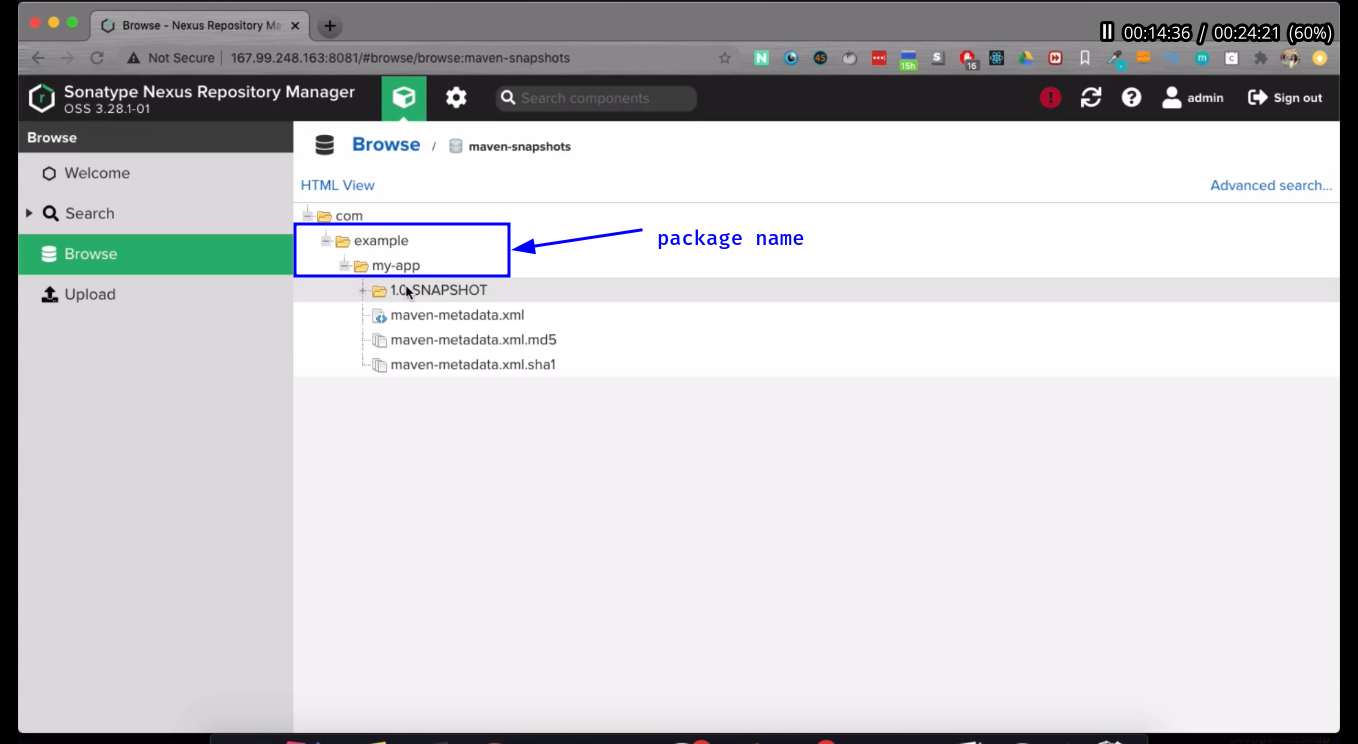 Browse - Nexus Repository Ma
00:14:36 / 00:24:21 (60%)
Not Secure | 167.99.248.163:8081/#browse/browse:maven-snapshots
N
45
15h
S
16
m
C
Sonatype Nexus Repository Manager
OSS 3.28.1-01
Search components
admin
Sign out
Browse
Welcome
Search
Browse
Upload
Browse / maven-snapshots
HTML View
Advanced search...
com
example
my-app
package name
1.0-SNAPSHOT
maven-metadata.xml
maven-metadata.xml.md5
maven-metadata.xml.sha1